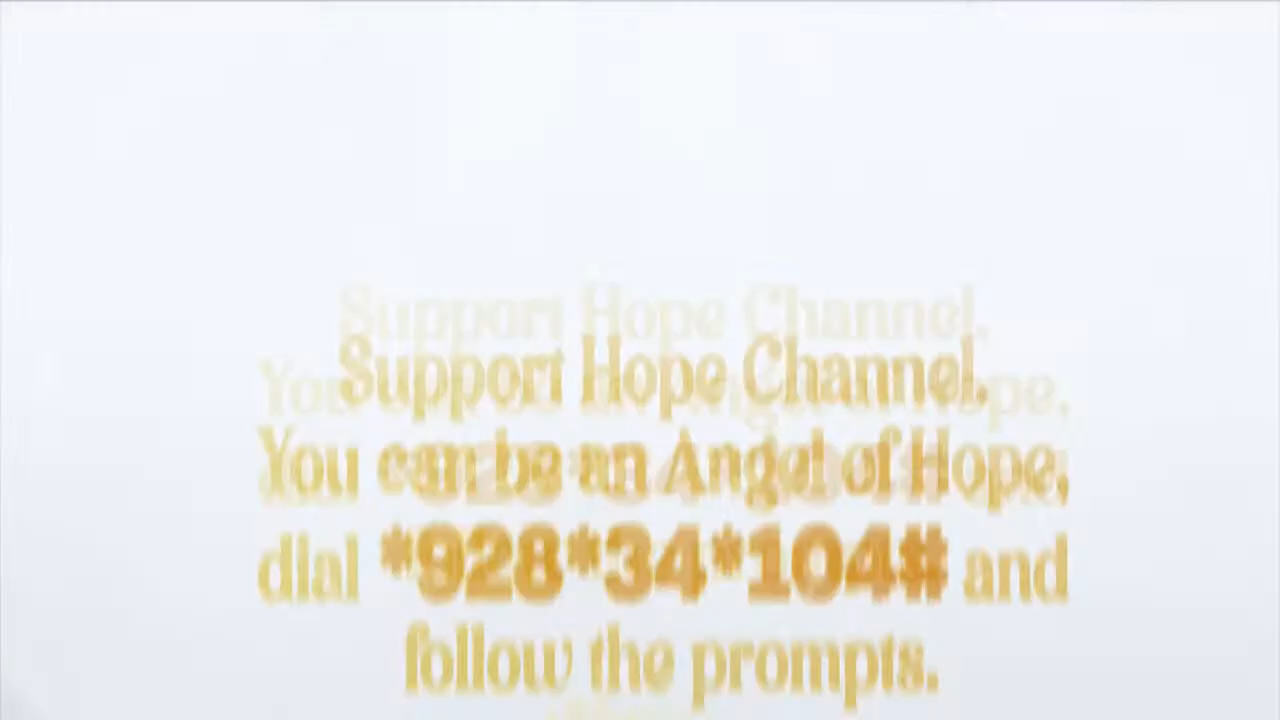 Support Hope Channel.
You can be an Angel of Hope,
dial *928*34*104# and
follow the prompts.